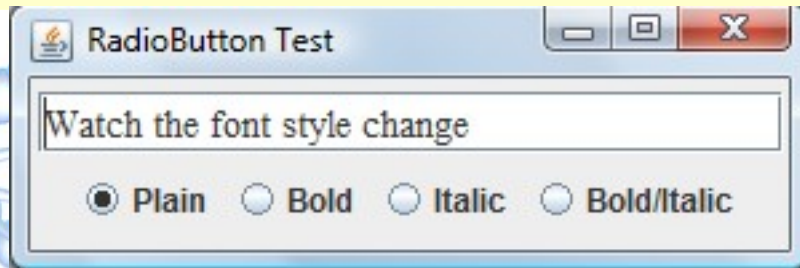 RadioButton Test
Watch the font style change
Plain Bold Italic Bold/Italic